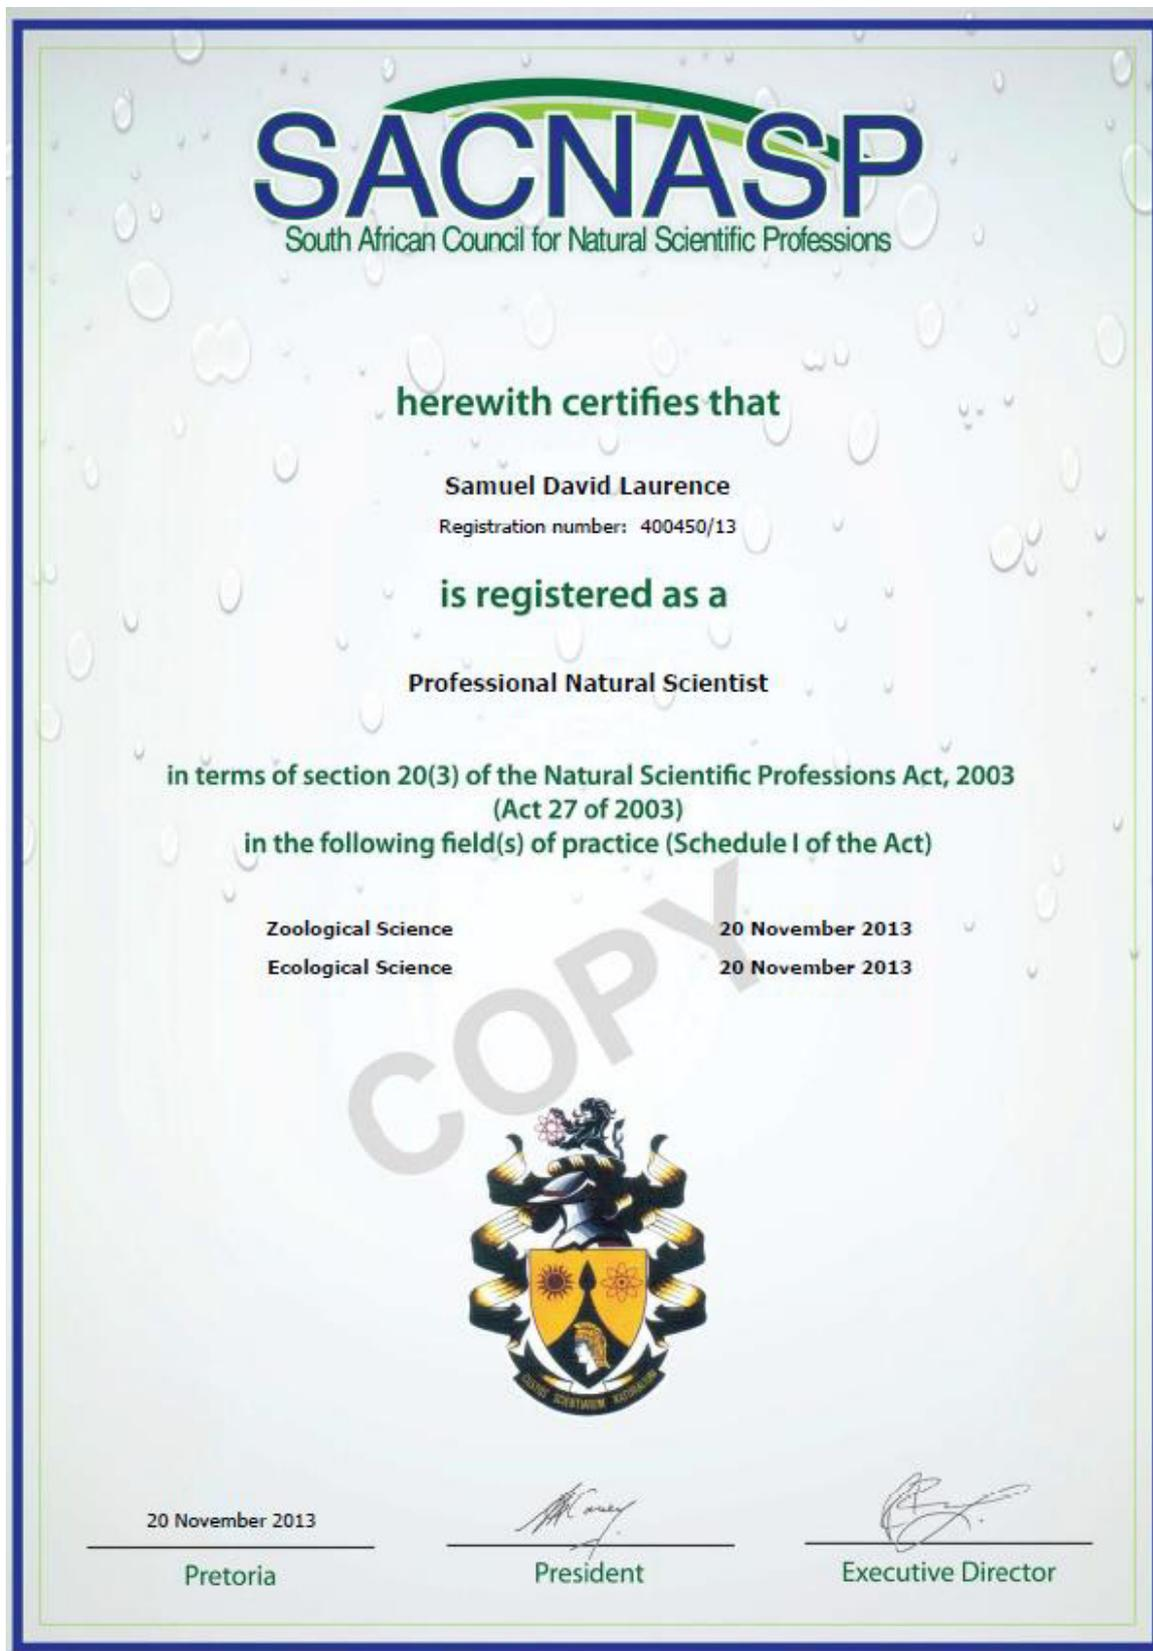 SACNASP
South African Council for Natural Scientific Professions
herewith certifies that
Samuel David Laurence
Registration number: 400450/13
is registered as a
Professional Natural Scientist
in terms of section 20(3) of the Natural Scientific Professions Act, 2003
(Act 27 of 2003)
in the following field(s) of practice (Schedule I of the Act)
Zoological Science 20 November 2013
Ecological Science 20 November 2013
COPY
CUSTOS SCIENTIARUM NATURALIUM
20 November 2013
Pretoria
President
Executive Director